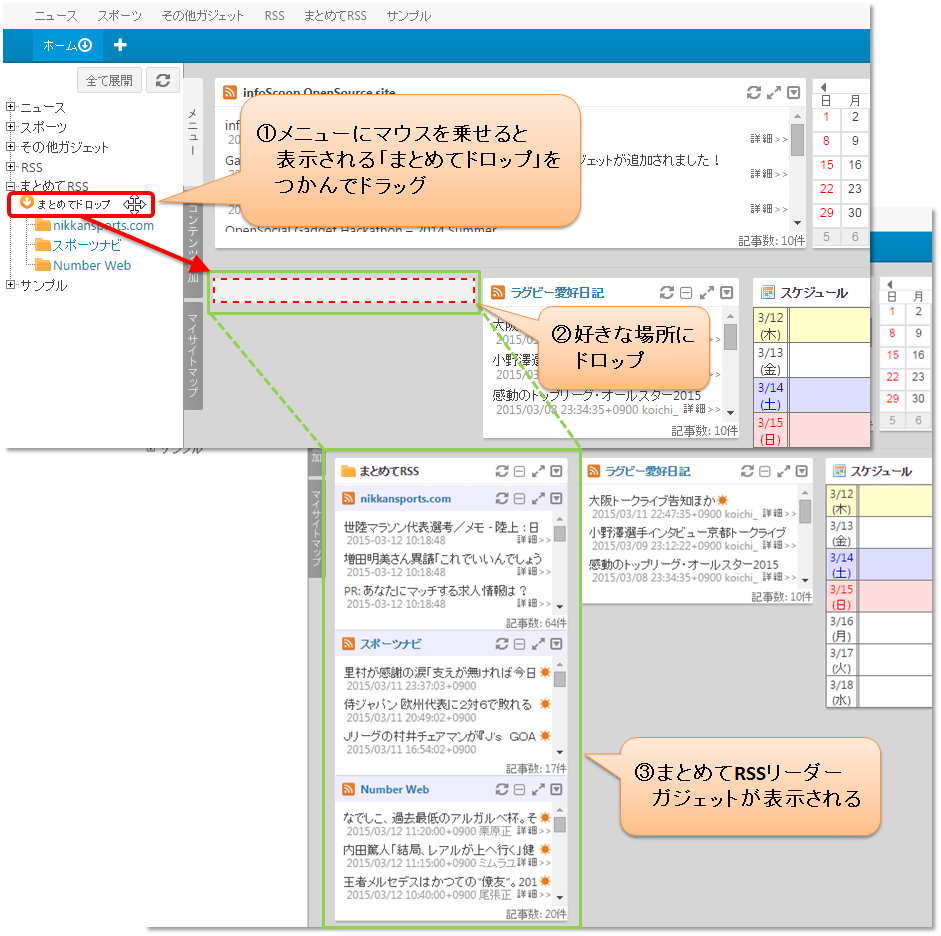 ニュース スポーツ その他ガジェット RSS まとめてRSS サンプル
ホーム
全て展開
ニュース
スポーツ
その他ガジェット
RSS
まとめてRSS
まとめてドロップ
nikkansports.com
スポーツナビ
Number Web
サンプル
メニュー
コンテンツ
加
マイサイトマップ
infoScoop OpenSource site
inf
20
詳細>>
Ga
ジェットが追加されました！
20
詳細>>
20
詳細>>
OpenSocial Gadget Hackathon – 2014 Summer
記事数: 10件
日 月
1 2
8 9
15 16
22 23
29 30
5 6
①メニューにマウスを乗せると
表示される「まとめてドロップ」を
つかんでドラッグ
ラグビー愛好日記
大阪
2015/03
小野澤選
2015/03
感動のトップリーグ・オールスター2015
2015/03/08 23:34:35+0900 koichi_ 詳細>>
記事数: 10件
②好きな場所に
ドロップ
スケジュール
3/12
(木)
3/13
(金)
3/14
(土)
3/15
(日)
日 月
1 2
8 9
15 16
22 23
29 30
5 6
サンプル
加
マイサイトマップ
まとめてRSS
nikkansports.com
世陸マラソン代表選考／メモ - 陸上：日
2015-03-12 10:18:48 詳細>>
増田明美さん異議「これでいいんでしょう
2015-03-12 10:18:48 詳細>>
PR: あなたにマッチする求人情報は？
2015-03-12 10:18:48 詳細>>
記事数: 64件
スポーツナビ
里村が感謝の涙「支えが無ければ今日
2015/03/11 23:37:03+0900
侍ジャパン 欧州代表に２対６で敗れる
2015/03/11 20:49:02+0900
Jリーグの村井チェアマンが『J's GOA
2015/03/11 16:54:02+0900
記事数: 17件
Number Web
なでしこ、過去最低のアルガルベ杯。そ
2015/03/12 11:20:00+0900 栗原正 詳細>>
内田篤人「結局、レアルが上へ行く」健
2015/03/12 11:15:00+0900 ミムラユ 詳細>>
王者メルセデスはかつての“僚友”。201
2015/03/12 10:40:00+0900 尾張正 詳細>>
記事数: 20件
ラグビー愛好日記
大阪トークライブ告知ほか
2015/03/11 22:47:35+0900 koichi_ 詳細>>
小野澤選手インタビュー京都トークライブ
2015/03/09 23:12:22+0900 koichi_ 詳細>>
感動のトップリーグ・オールスター2015
2015/03/08 23:34:35+0900 koichi_ 詳細>>
記事数: 10件
スケジュール
3/12
(木)
3/13
(金)
3/14
(土)
3/15
(日)
3/16
(月)
3/17
(火)
3/18
(水)
③まとめてRSSリーダー
ガジェットが表示される